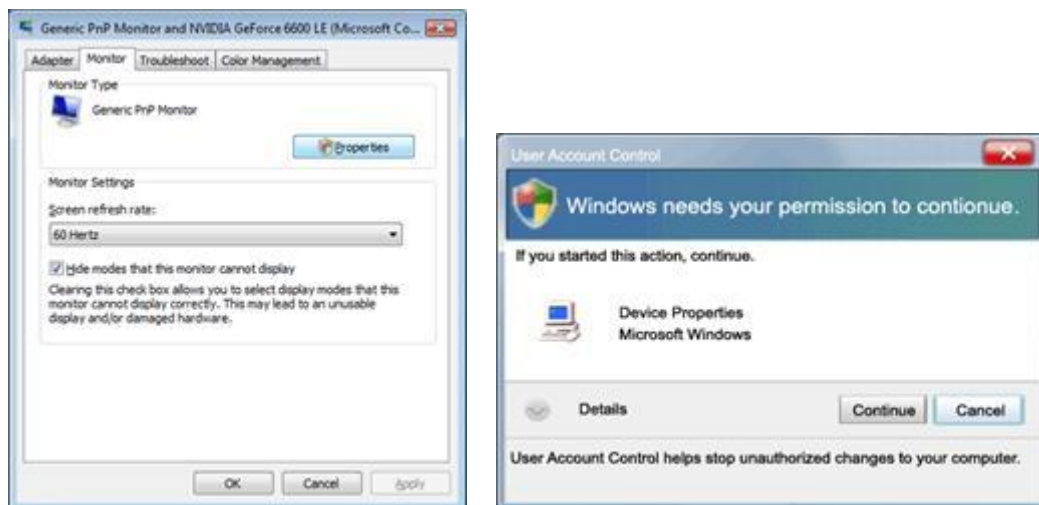 Generic PnP Monitor and NVIDIA GeForce 6600 LE (Microsoft Co...
Adapter Monitor Troubleshoot Color Management
Monitor Type
Generic PnP Monitor
Properties
Monitor Settings
Screen refresh rate:
60 Hertz
Hide modes that this monitor cannot display
Clearing this check box allows you to select display modes that this
monitor cannot display correctly. This may lead to an unusable
display and/or damaged hardware.
OK Cancel Apply
User Account Control
Windows needs your permission to contionue.
If you started this action, continue.
Device Properties
Microsoft Windows
Details Continue Cancel
User Account Control helps stop unauthorized changes to your computer.